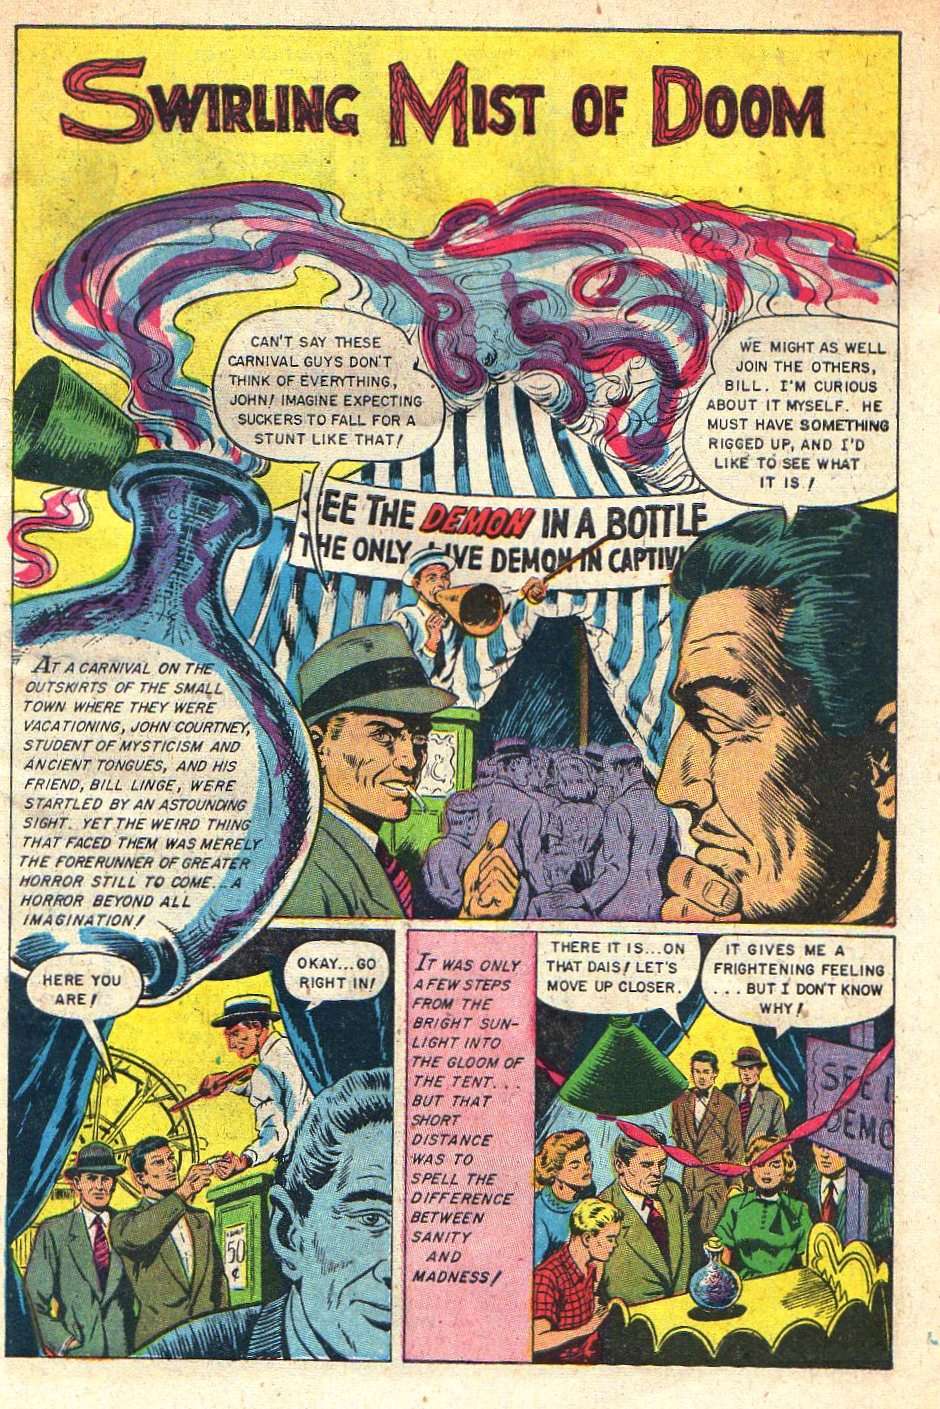 SWIRLING MIST OF DOOM
CAN'T SAY THESE
CARNIVAL GUYS DON'T
THINK OF EVERYTHING,
JOHN! IMAGINE EXPECTING
SUCKERS TO FALL FOR A
STUNT LIKE THAT!
WE MIGHT AS WELL
JOIN THE OTHERS,
BILL. I'M CURIOUS
ABOUT IT MYSELF. HE
MUST HAVE SOMETHING
RIGGED UP, AND I'D
LIKE TO SEE WHAT
IT IS!
SEE THE DEMON IN A BOTTLE
THE ONLY LIVE DEMON IN CAPTIVI
AT A CARNIVAL ON THE
OUTSKIRTS OF THE SMALL
TOWN WHERE THEY WERE
VACATIONING, JOHN COURTNEY,
STUDENT OF MYSTICISM AND
ANCIENT TONGUES, AND HIS
FRIEND, BILL LINGE, WERE
STARTLED BY AN ASTOUNDING
SIGHT. YET THE WEIRD THING
THAT FACED THEM WAS MERELY
THE FORERUNNER OF GREATER
HORROR STILL TO COME...A
HORROR BEYOND ALL
IMAGINATION!
HERE YOU
ARE!
OKAY...GO
RIGHT IN!
50
¢
IT WAS ONLY
A FEW STEPS
FROM THE
BRIGHT SUN-
LIGHT INTO
THE GLOOM OF
THE TENT...
BUT THAT
SHORT
DISTANCE
WAS TO
SPELL THE
DIFFERENCE
BETWEEN
SANITY
AND
MADNESS!
THERE IT IS...ON
THAT DAIS! LET'S
MOVE UP CLOSER.
IT GIVES ME A
FRIGHTENING FEELING
...BUT I DON'T KNOW
WHY!
SEE
DEMO